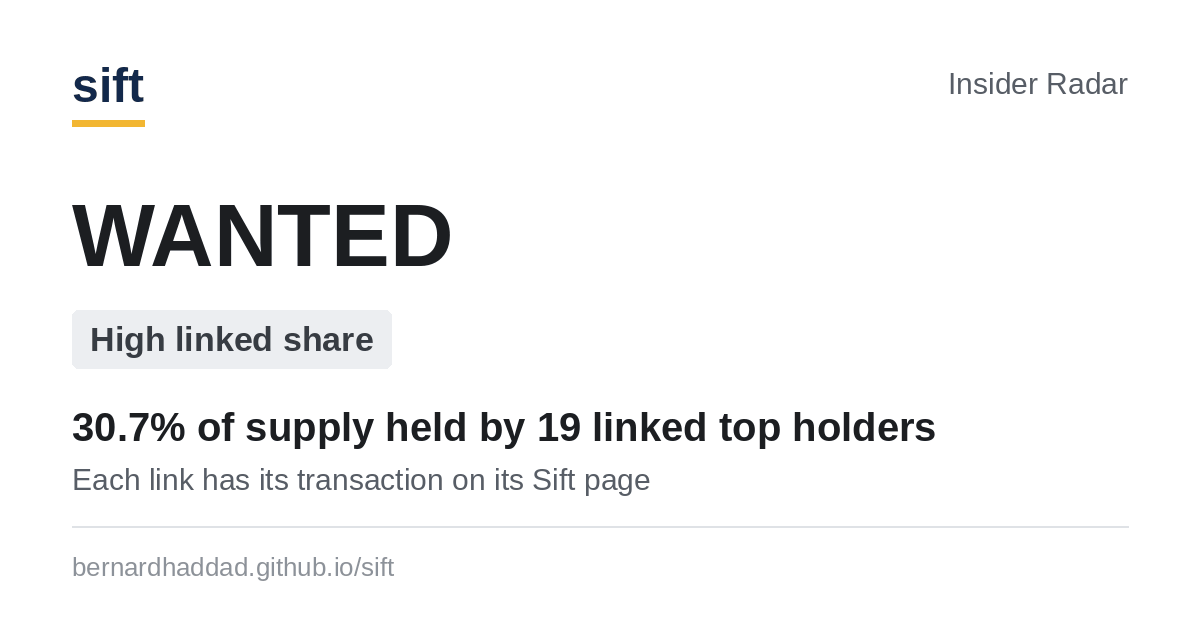 sift
Insider Radar
WANTED
High linked share
30.7% of supply held by 19 linked top holders
Each link has its transaction on its Sift page
bernardhaddad.github.io/sift